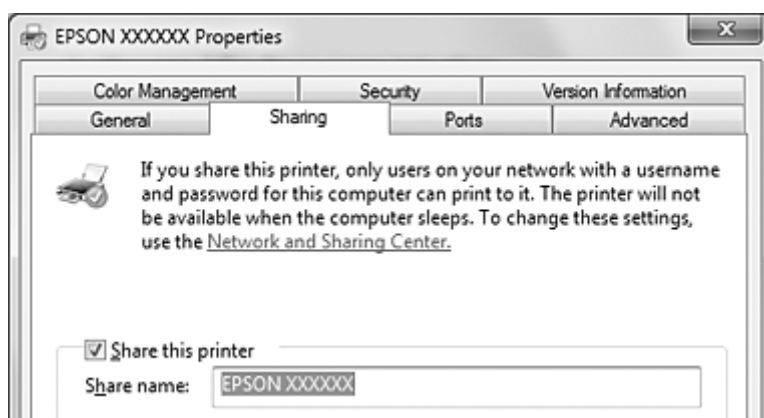 EPSON XXXXXX Properties
x
Color Management Security Version Information
General Sharing Ports Advanced
If you share this printer, only users on your network with a username
and password for this computer can print to it. The printer will not
be available when the computer sleeps. To change these settings,
use the Network and Sharing Center.
Share this printer
Share name: EPSON XXXXXX